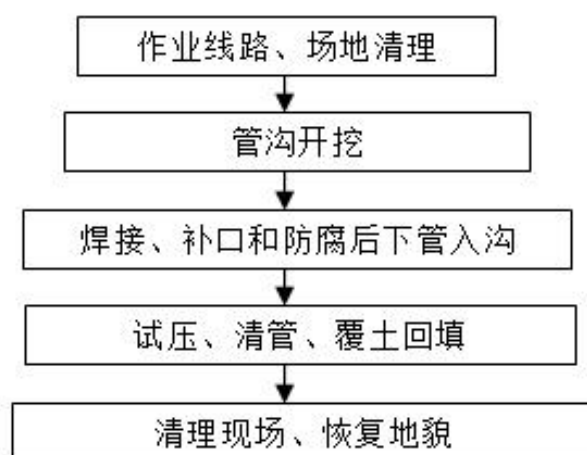 作业线路、场地清理
管沟开挖
焊接、补口和防腐后下管入沟
试压、清管、覆土回填
清理现场、恢复地貌